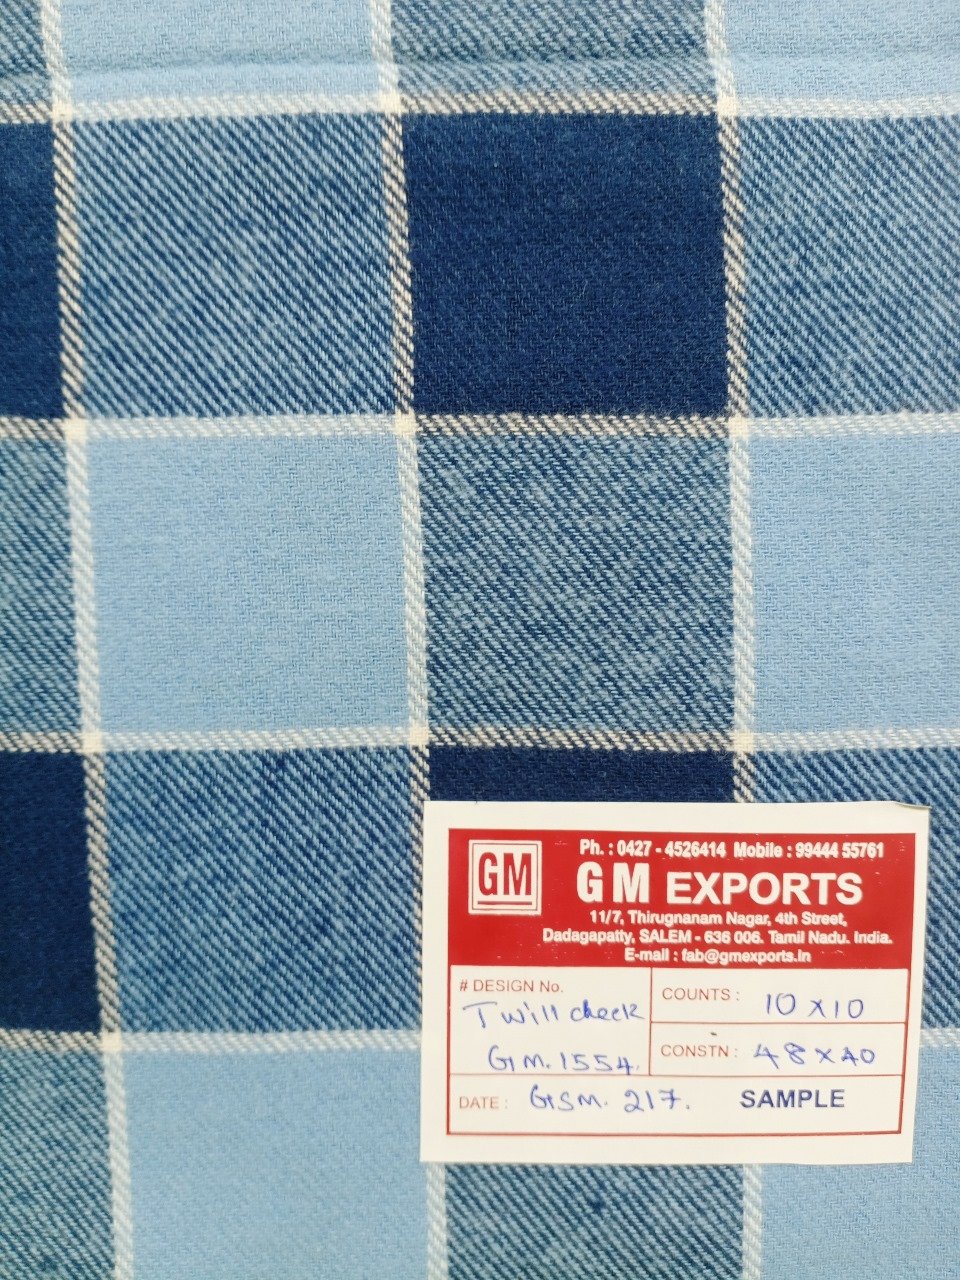 Ph. : 0427 - 4526414 Mobile : 99444 55761
GM
G M EXPORTS
11/7, Thirugnanam Nagar, 4th Street,
Dadagapatty, SALEM - 636 006. Tamil Nadu. India.
E-mail : fab@gmexports.in
# DESIGN No.
Twill check
GM. 1554.
COUNTS : 10 x 10
CONSTN : 48 x 40
DATE : GSM. 217.
SAMPLE